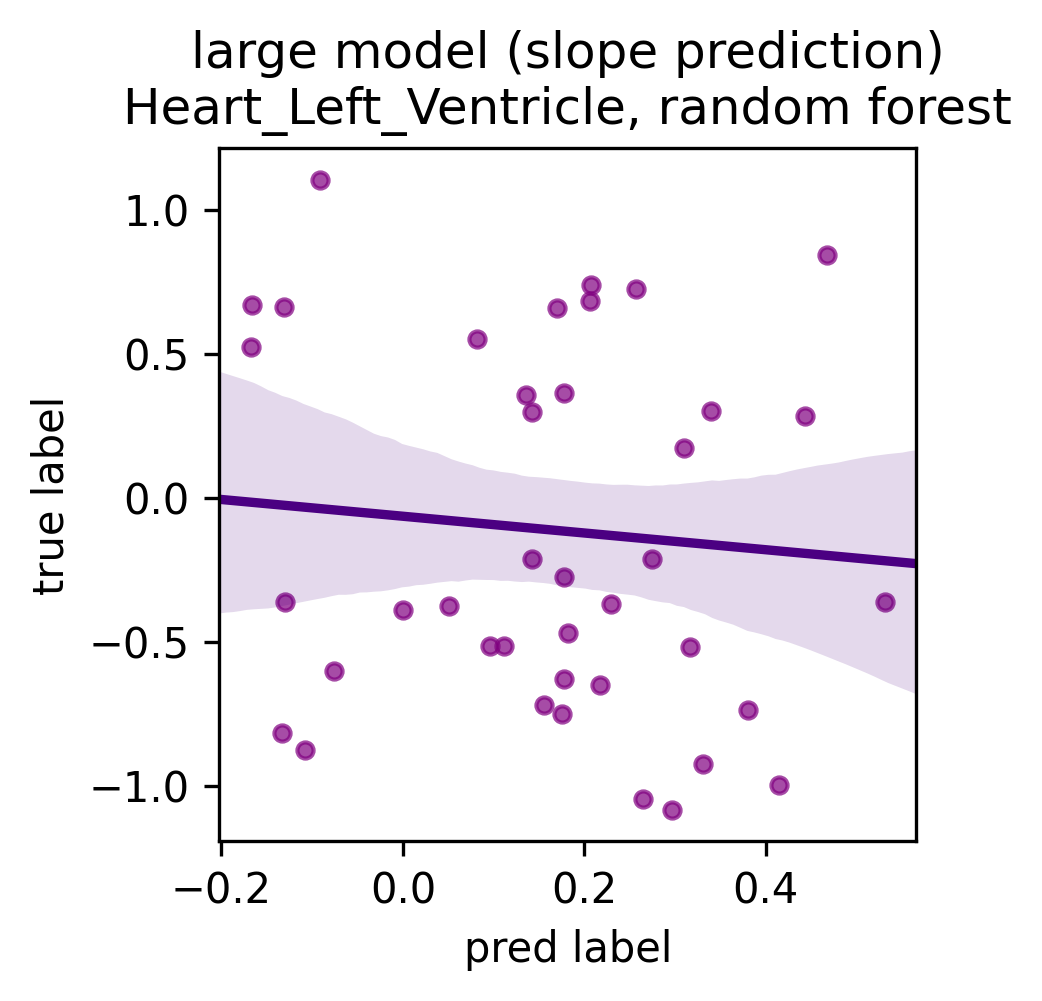 large model (slope prediction)
Heart_Left_Ventricle, random forest
1.0
0.5
0.0
−0.5
−1.0
true label
−0.2
0.0
0.2
0.4
pred label